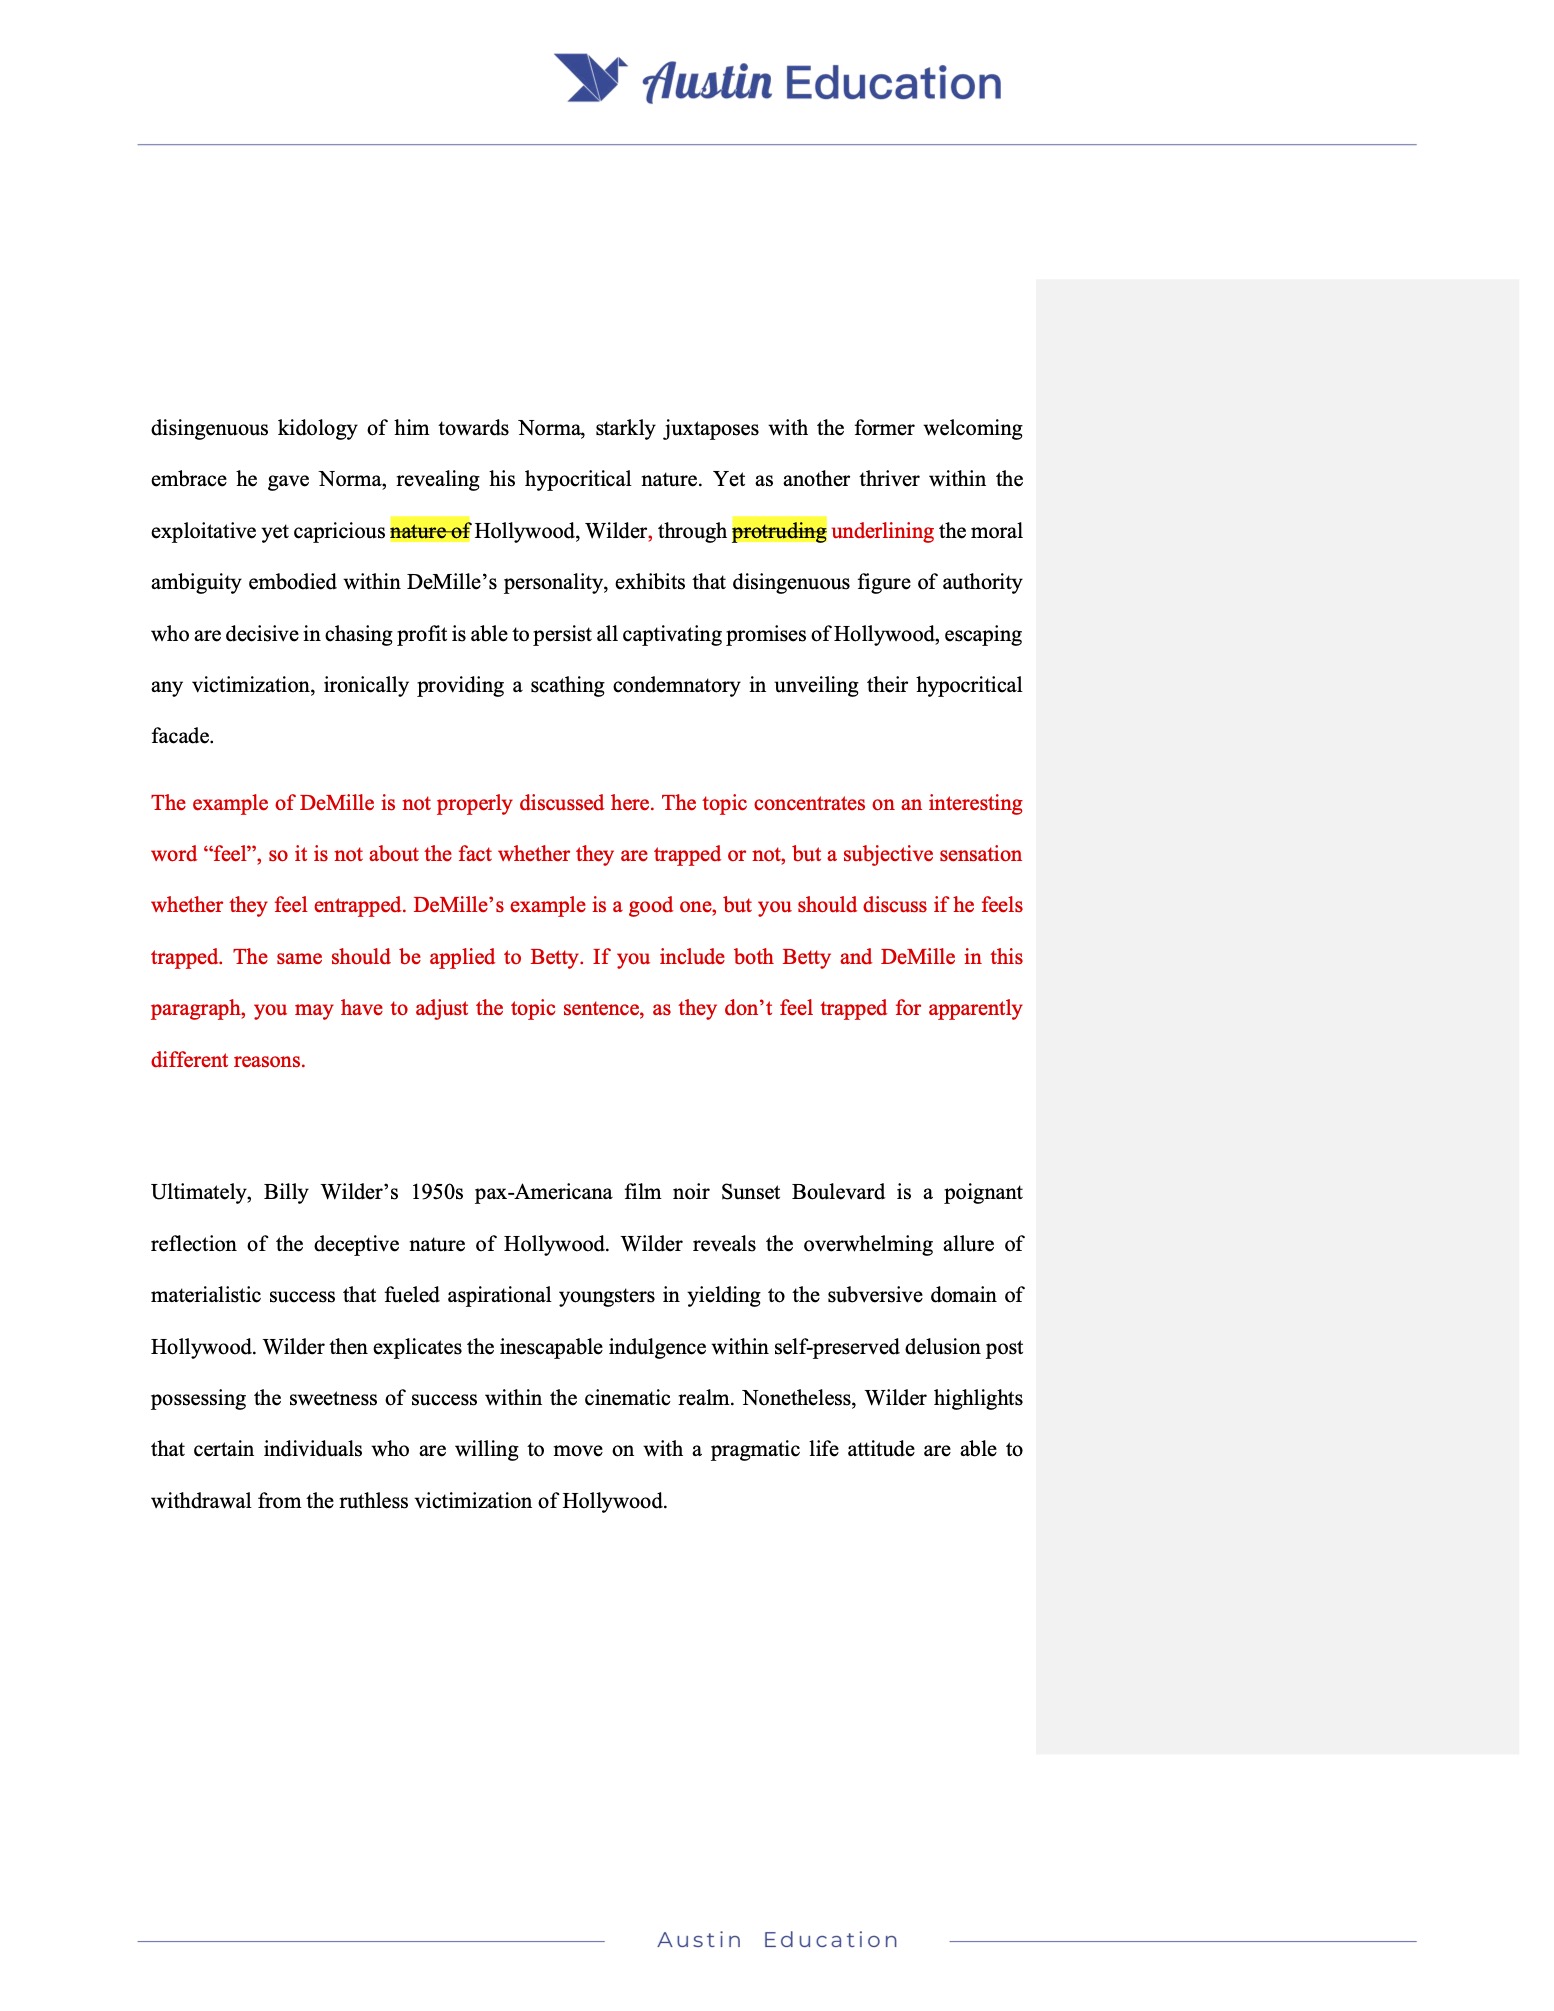 Austin Education
disingenuous kidology of him towards Norma, starkly juxtaposes with the former welcoming
embrace he gave Norma, revealing his hypocritical nature. Yet as another thriver within the
exploitative yet capricious nature of Hollywood, Wilder, through protruding underlining the moral
ambiguity embodied within DeMille’s personality, exhibits that disingenuous figure of authority
who are decisive in chasing profit is able to persist all captivating promises of Hollywood, escaping
any victimization, ironically providing a scathing condemnatory in unveiling their hypocritical
facade.
The example of DeMille is not properly discussed here. The topic concentrates on an interesting
word “feel”, so it is not about the fact whether they are trapped or not, but a subjective sensation
whether they feel entrapped. DeMille’s example is a good one, but you should discuss if he feels
trapped. The same should be applied to Betty. If you include both Betty and DeMille in this
paragraph, you may have to adjust the topic sentence, as they don’t feel trapped for apparently
different reasons.
Ultimately, Billy Wilder’s 1950s pax-Americana film noir Sunset Boulevard is a poignant
reflection of the deceptive nature of Hollywood. Wilder reveals the overwhelming allure of
materialistic success that fueled aspirational youngsters in yielding to the subversive domain of
Hollywood. Wilder then explicates the inescapable indulgence within self-preserved delusion post
possessing the sweetness of success within the cinematic realm. Nonetheless, Wilder highlights
that certain individuals who are willing to move on with a pragmatic life attitude are able to
withdrawal from the ruthless victimization of Hollywood.
Austin Education